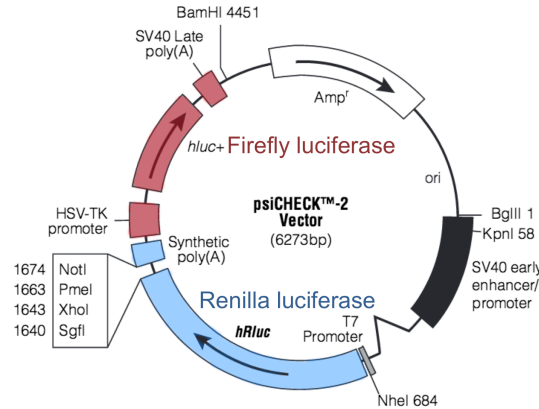 BamHI 4451
SV40 Late
poly(A)
Ampʳ
hluc+
Firefly luciferase
ori
HSV-TK
promoter
psiCHECK™-2
Vector
(6273bp)
BglII 1
KpnI 58
Synthetic
poly(A)
SV40 early
enhancer/
promoter
1674 NotI
1663 PmeI
1643 XhoI
1640 SgfI
Renilla luciferase
hRluc
T7
Promoter
NheI 684